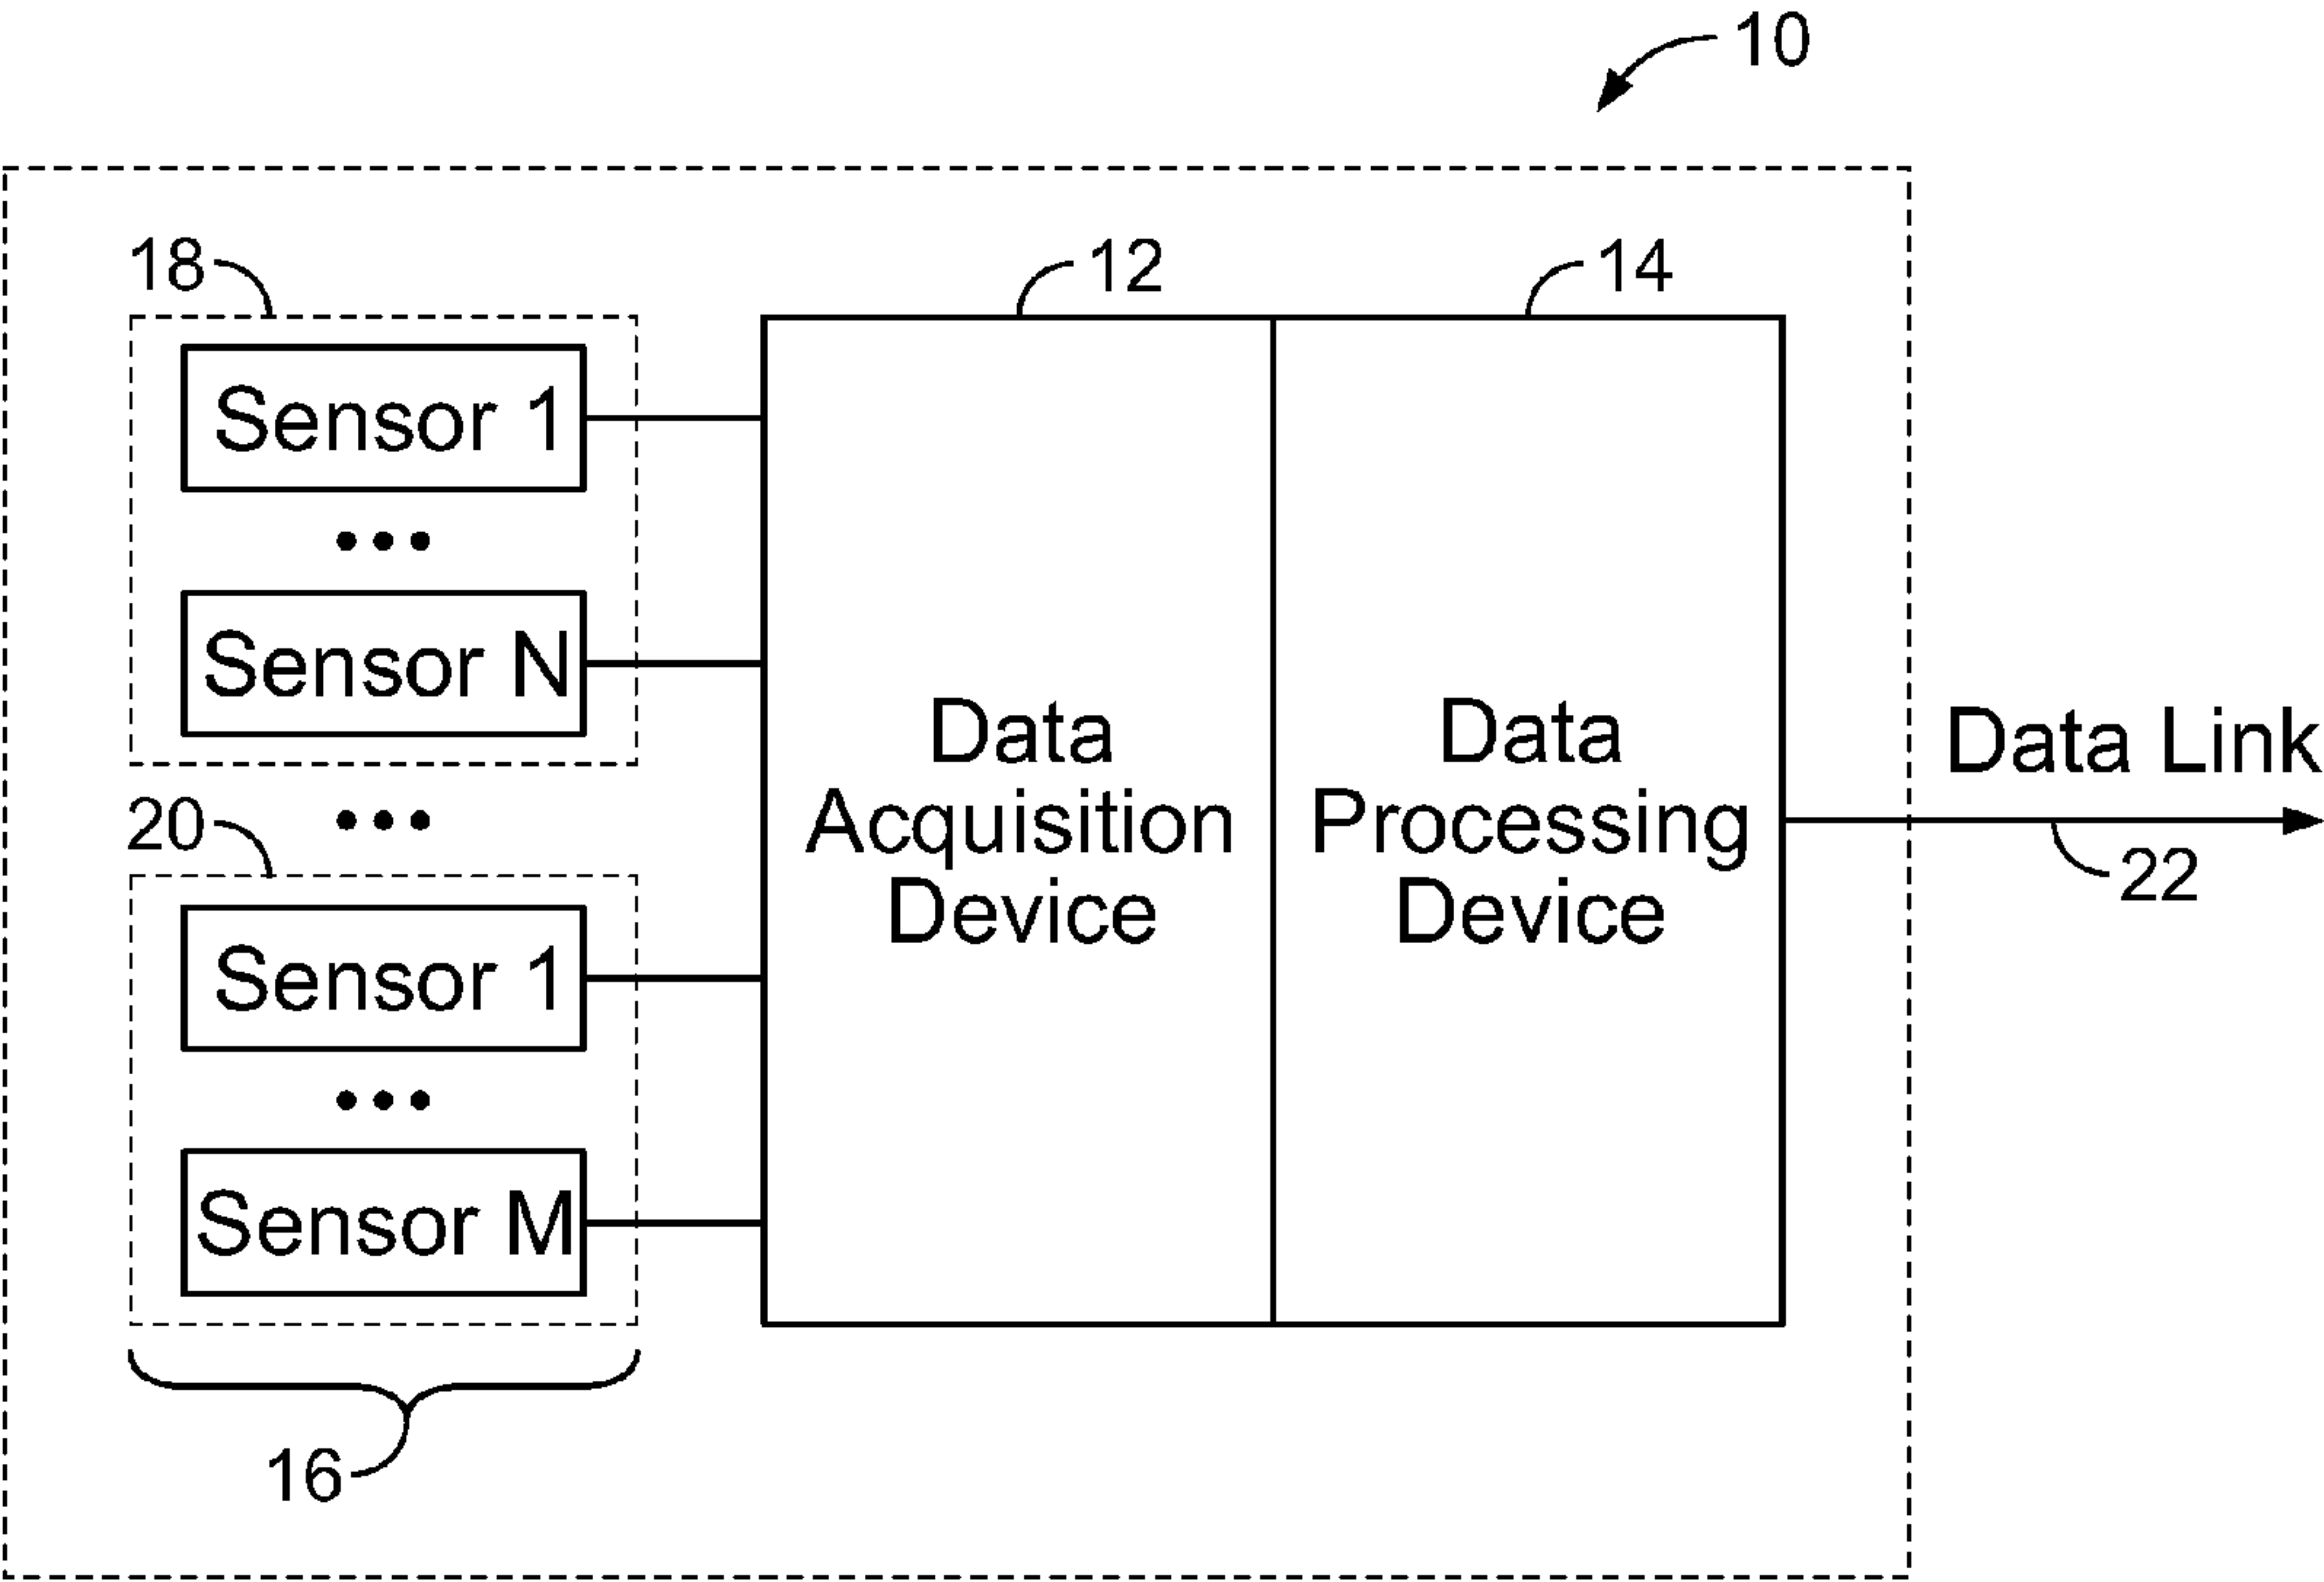 10
18
12
14
Sensor 1
Sensor N
Data
Acquisition
Device
Data
Processing
Device
Data Link
22
20
Sensor 1
Sensor M
16